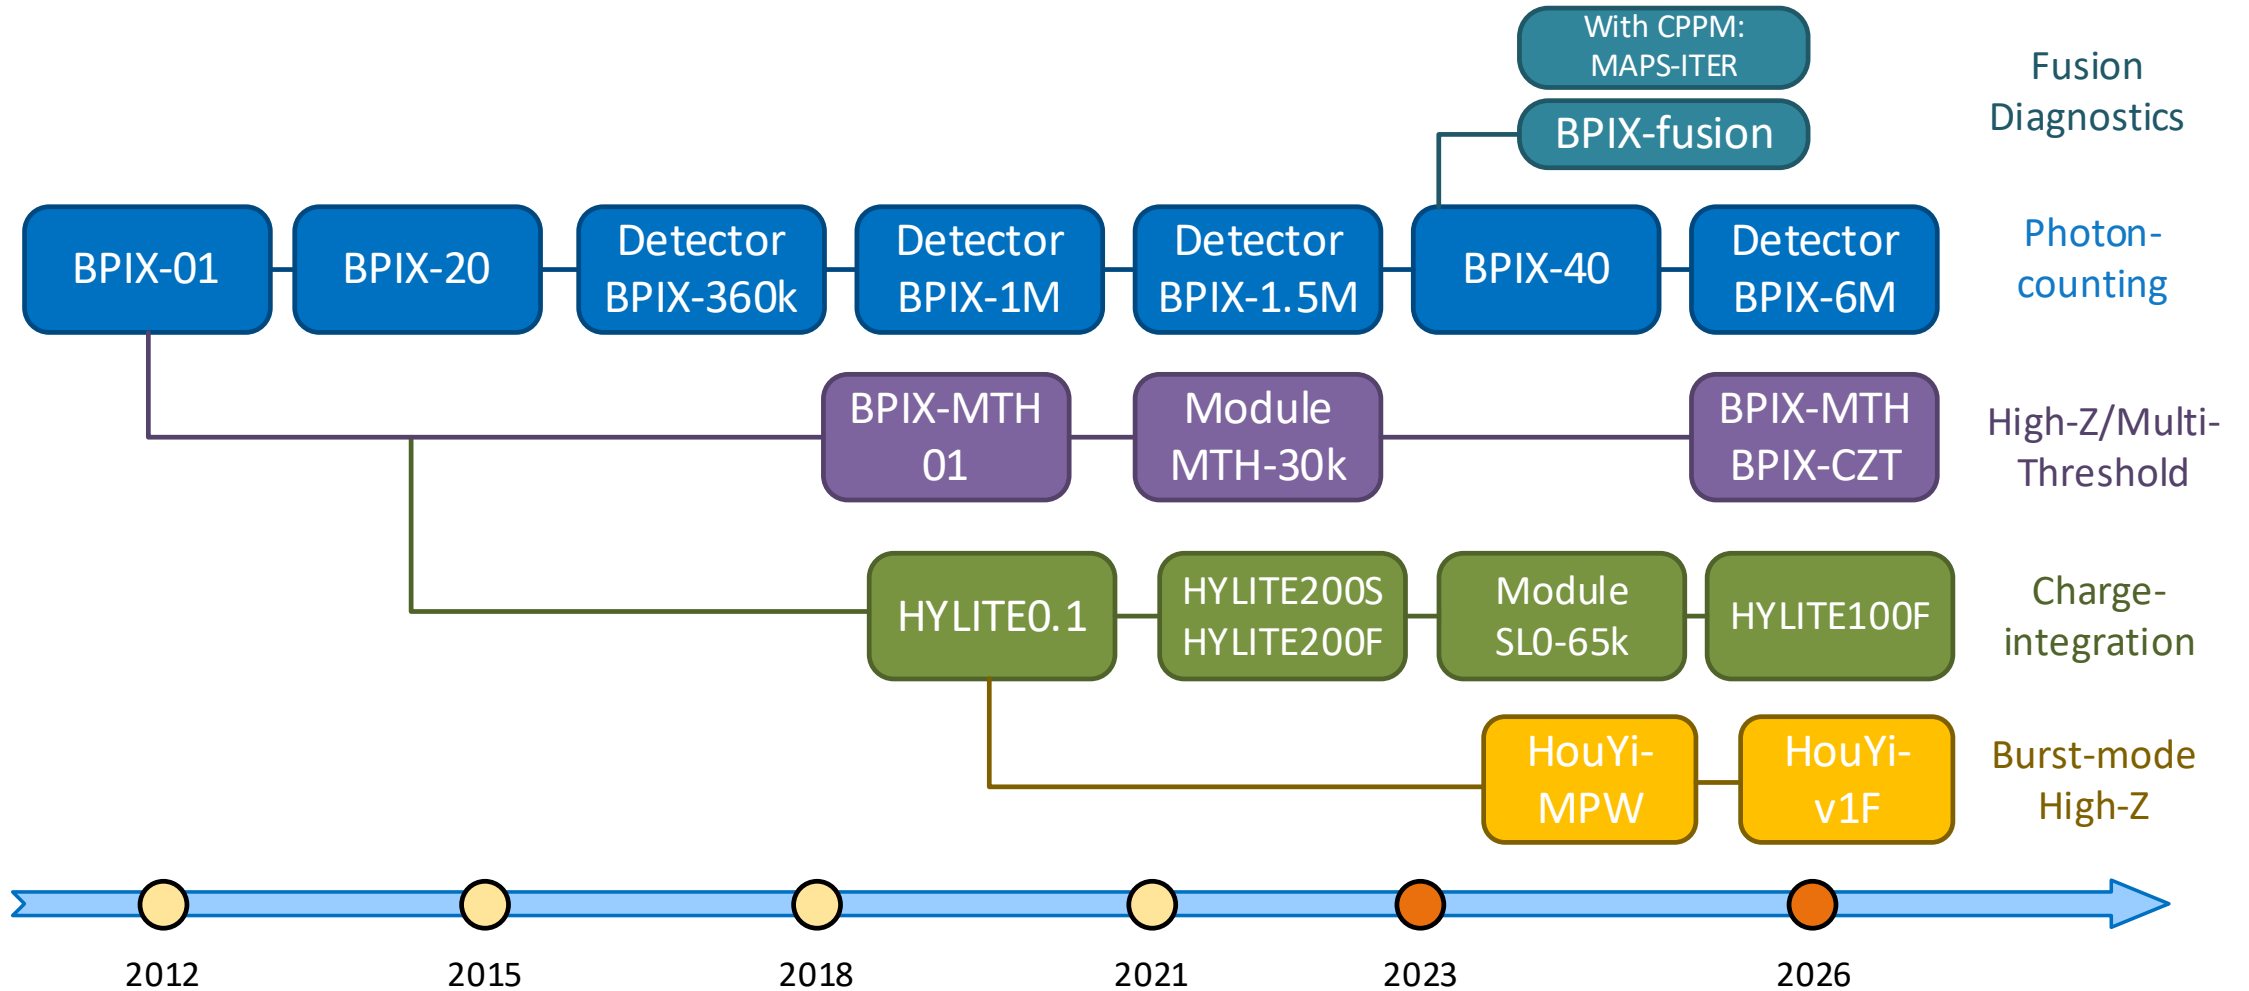 With CPPM:
MAPS-ITER
BPIX-fusion
Fusion
Diagnostics
BPIX-01
BPIX-20
Detector
BPIX-360k
Detector
BPIX-1M
Detector
BPIX-1.5M
BPIX-40
Detector
BPIX-6M
Photon-
counting
BPIX-MTH
01
Module
MTH-30k
BPIX-MTH
BPIX-CZT
High-Z/Multi-
Threshold
HYLITE0.1
HYLITE200S
HYLITE200F
Module
SL0-65k
HYLITE100F
Charge-
integration
HouYi-
MPW
HouYi-
v1F
Burst-mode
High-Z
2012
2015
2018
2021
2023
2026